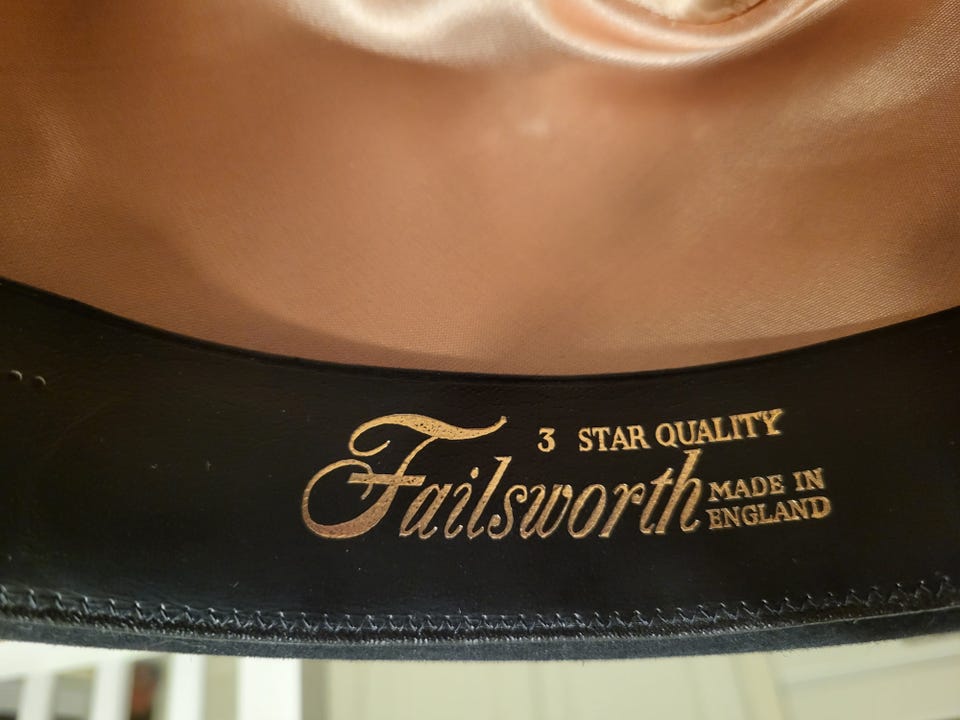 3 STAR QUALITY
Failsworth
MADE IN
ENGLAND